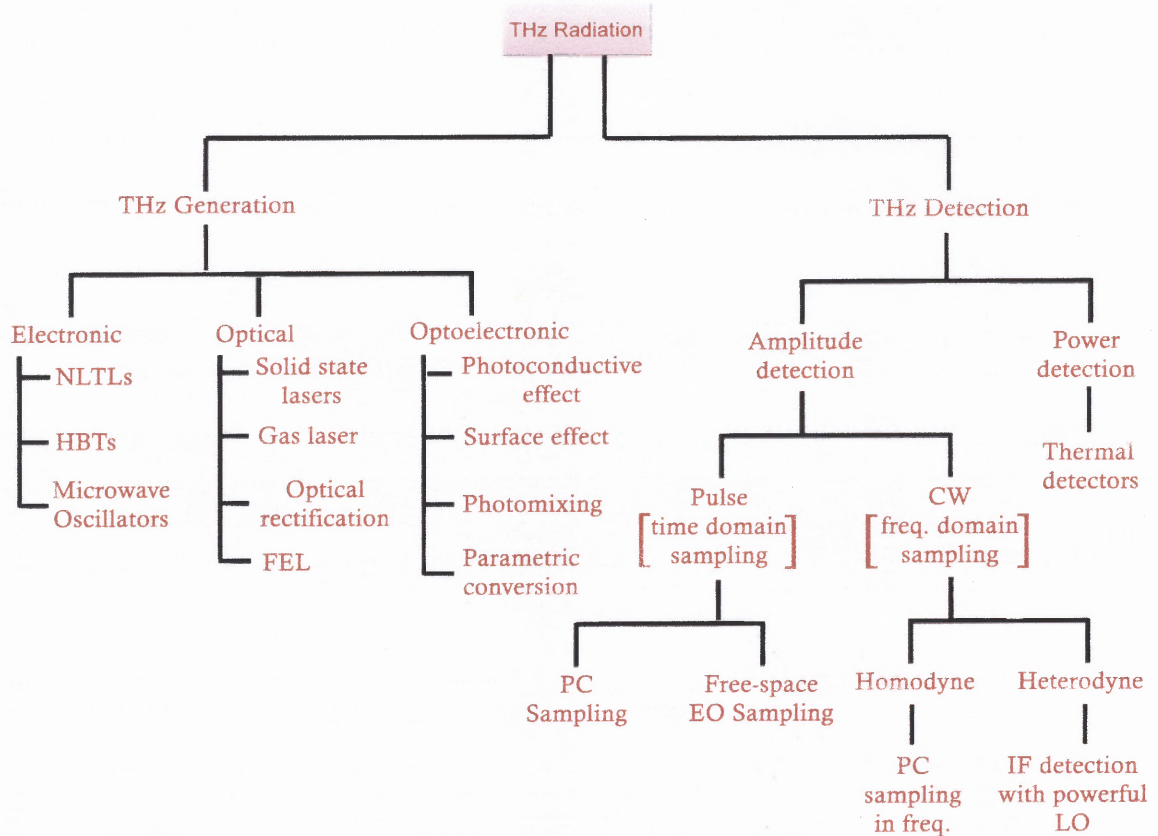 THz Radiation
THz Generation
THz Detection
Electronic
NLTLs
HBTs
Microwave
Oscillators
Optical
Solid state
lasers
Gas laser
Optical
rectification
FEL
Optoelectronic
Photoconductive
effect
Surface effect
Photomixing
Parametric
conversion
Amplitude
detection
Power
detection
Thermal
detectors
Pulse
[time domain
sampling]
CW
[freq. domain
sampling]
PC
Sampling
Free-space
EO Sampling
Homodyne
Heterodyne
PC
sampling
in freq.
IF detection
with powerful
LO